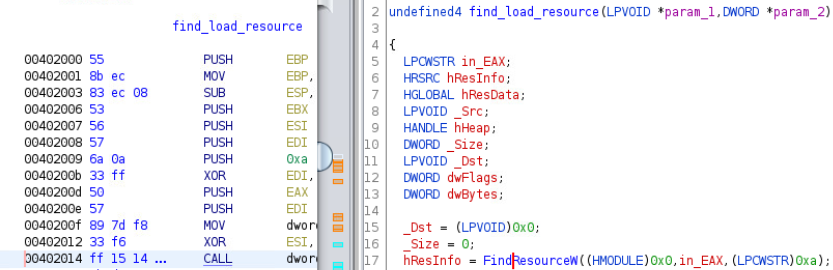 find_load_resource
00402000 55 PUSH EBP
00402001 8b ec MOV EBP,
00402003 83 ec 08 SUB ESP,
00402006 53 PUSH EBX
00402007 56 PUSH ESI
00402008 57 PUSH EDI
00402009 6a 0a PUSH 0xa
0040200b 33 ff XOR EDI,
0040200d 50 PUSH EAX
0040200e 57 PUSH EDI
0040200f 89 7d f8 MOV dword
00402012 33 f6 XOR ESI,
00402014 ff 15 14 ... CALL dword
2 undefined4 find_load_resource(LPVOID *param_1,DWORD *param_2)
3
4 {
5 LPCWSTR in_EAX;
6 HRSRC hResInfo;
7 HGLOBAL hResData;
8 LPVOID _Src;
9 HANDLE hHeap;
10 DWORD _Size;
11 LPVOID _Dst;
12 DWORD dwFlags;
13 DWORD dwBytes;
14
15 _Dst = (LPVOID)0x0;
16 _Size = 0;
17 hResInfo = FindResourceW((HMODULE)0x0,in_EAX,(LPCWSTR)0xa);